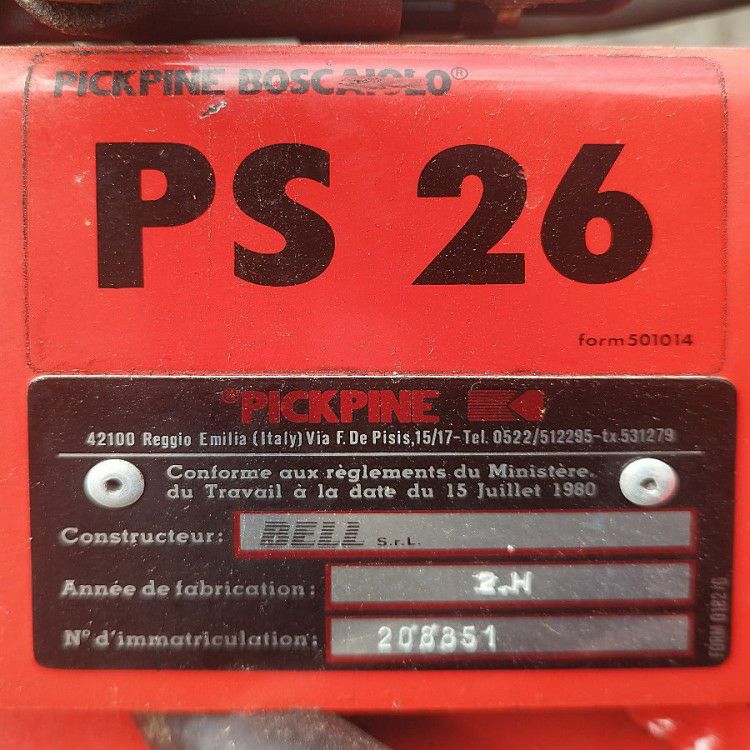 PICKPINE BOSCAIOLO®
PS 26
form 501014
®PICKPINE
42100 Reggio Emilia (Italy) Via F. De Pisis, 15/17-Tel. 0522/512295-tx 531279
Conforme aux règlements du Ministère.
du Travail à la date du 15 Juillet 1980
Constructeur: BELL S.r.L.
Année de fabrication: 2.H
N° d'immatriculation: 208851